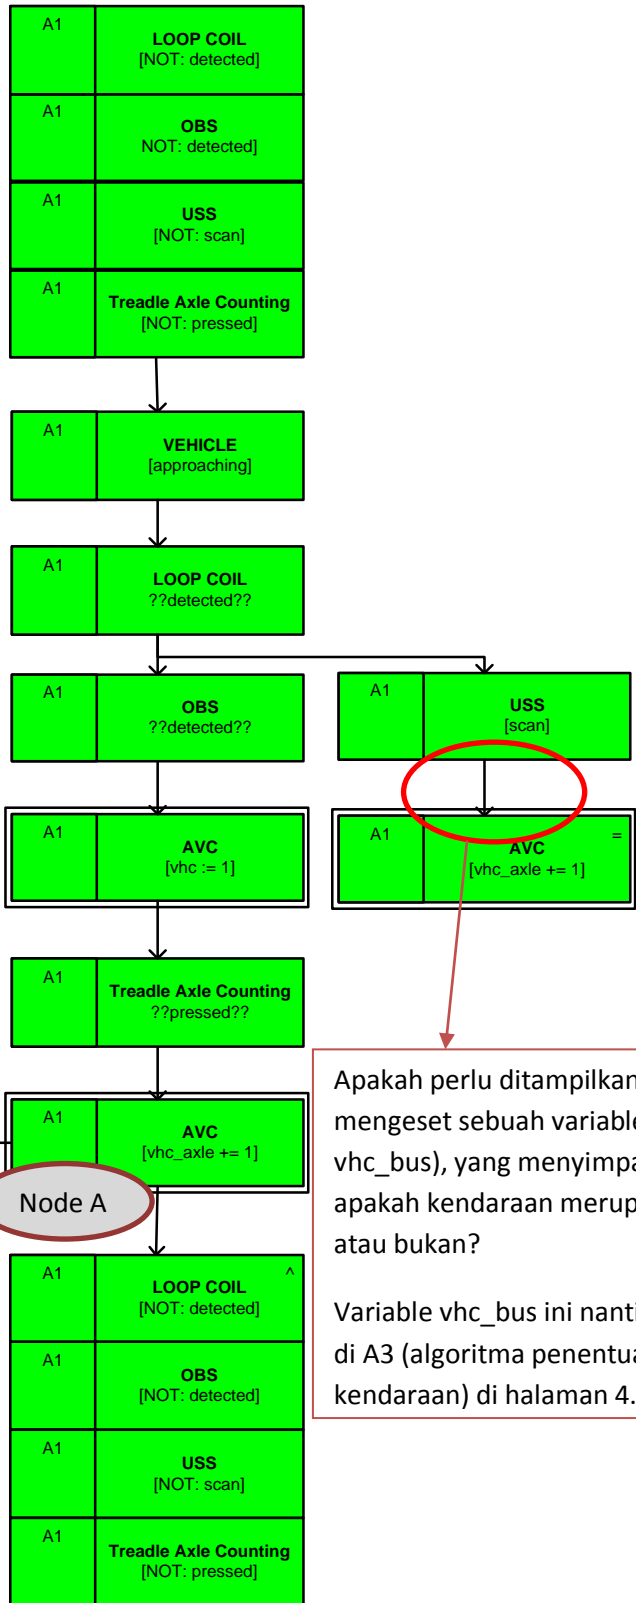 A1
LOOP COIL
[NOT: detected]
A1
OBS
NOT: detected]
A1
USS
[NOT: scan]
A1
Treadle Axle Counting
[NOT: pressed]
A1
VEHICLE
[approaching]
A1
LOOP COIL
??detected??
A1
OBS
??detected??
A1
USS
[scan]
A1
AVC
[vhc := 1]
A1
=
AVC
[vhc_axle += 1]
A1
Treadle Axle Counting
??pressed??
A1
AVC
[vhc_axle += 1]
Node A
Apakah perlu ditampilkan
mengeset sebuah variable
vhc_bus), yang
apakah kendaraan
atau bukan?
Variable vhc_bus ini
di A3 (algoritma
kendaraan) di halaman 4.
A1
^
LOOP COIL
[NOT: detected]
A1
OBS
[NOT: detected]
A1
USS
[NOT: scan]
A1
Treadle Axle Counting
[NOT: pressed]